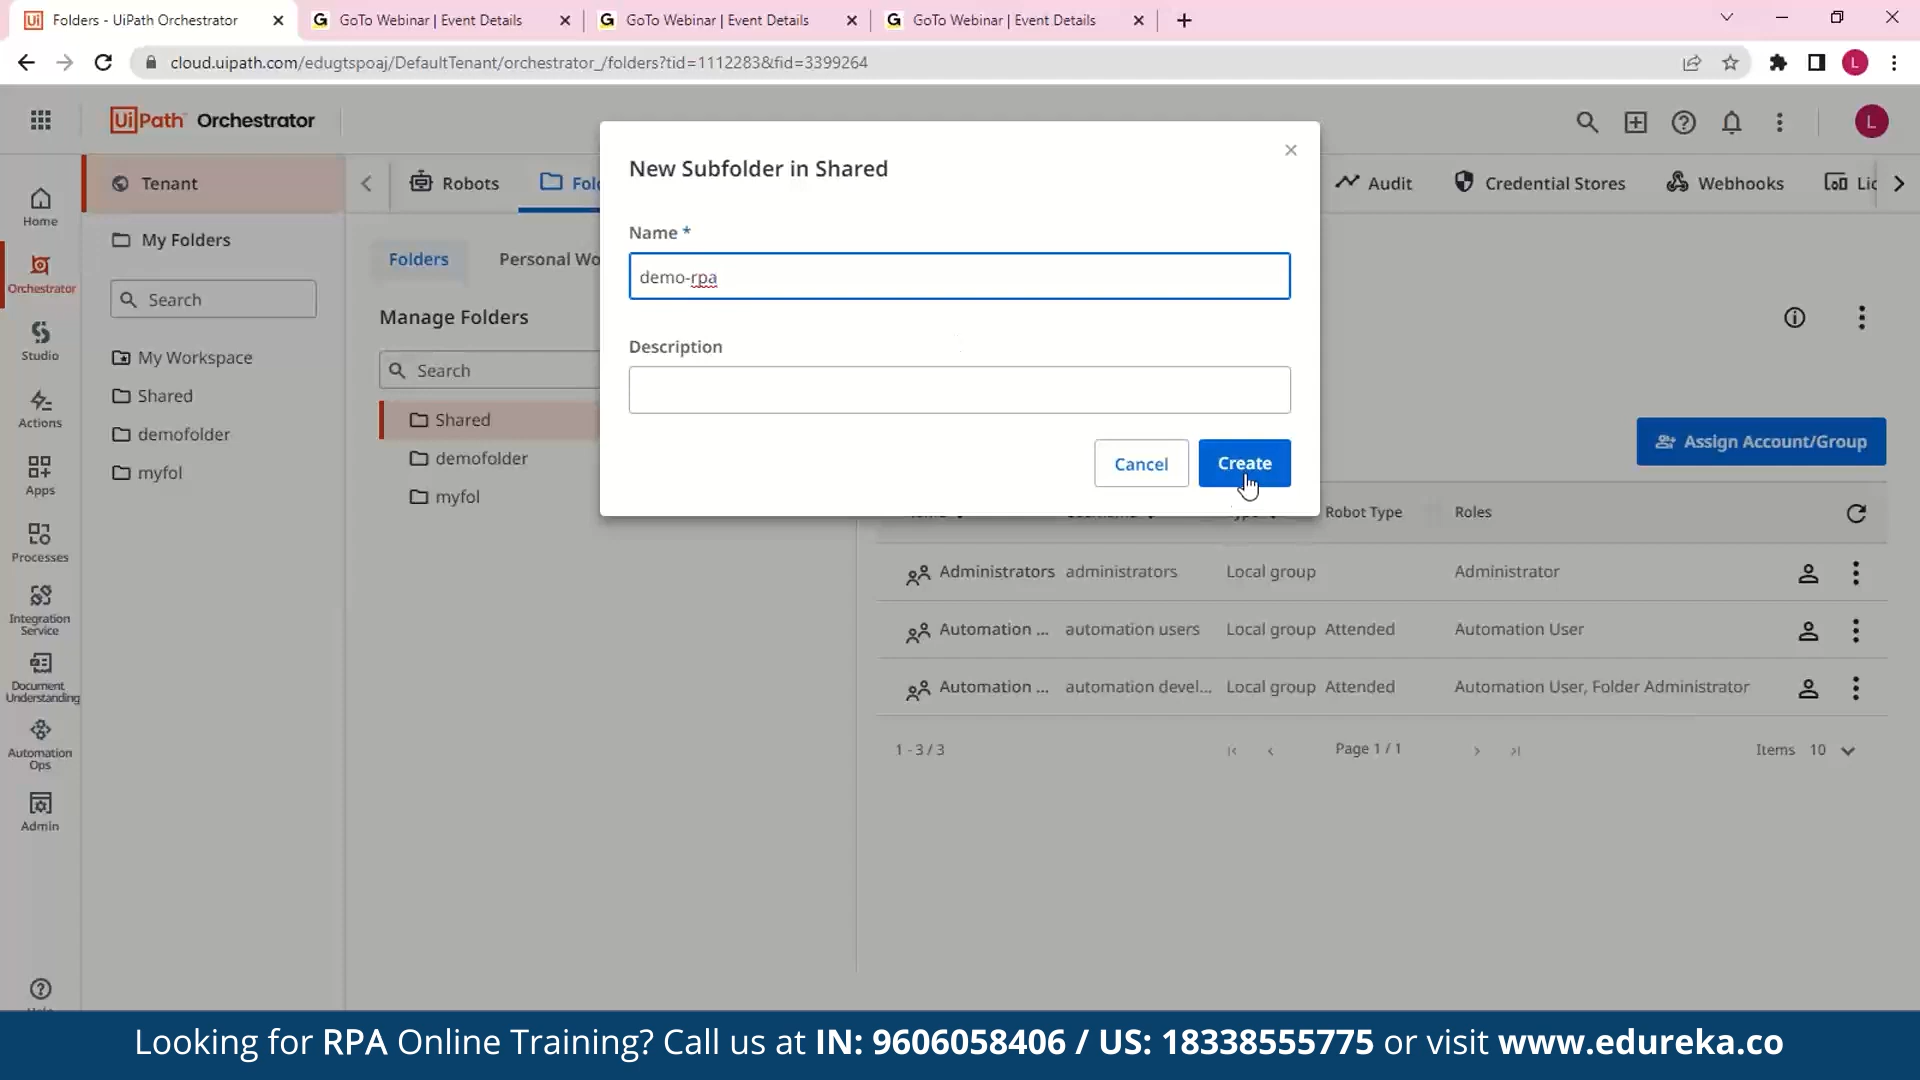 Folders - UiPath Orchestrator
GoTo Webinar | Event Details
GoTo Webinar | Event Details
GoTo Webinar | Event Details
cloud.uipath.com/edugtspoaj/DefaultTenant/orchestrator_/folders?tid=1112283&fid=3399264
L
UiPath Orchestrator
L
Home
Orchestrator
Studio
Actions
Apps
Processes
Integration
Service
Document
Understanding
Automation
Ops
Admin
Tenant
My Folders
Search
My Workspace
Shared
demofolder
myfol
Robots
Audit
Credential Stores
Webhooks
Folders
Manage Folders
Search
Shared
demofolder
myfol
New Subfolder in Shared
Name *
demo-rpa
Description
Cancel
Create
Assign Account/Group
Robot Type Roles
Administrators administrators Local group Administrator
Automation ... automation users Local group Attended Automation User
Automation ... automation devel... Local group Attended Automation User, Folder Administrator
1 - 3 / 3 Page 1 / 1 Items 10
Looking for RPA Online Training? Call us at IN: 9606058406 / US: 18338555775 or visit www.edureka.co